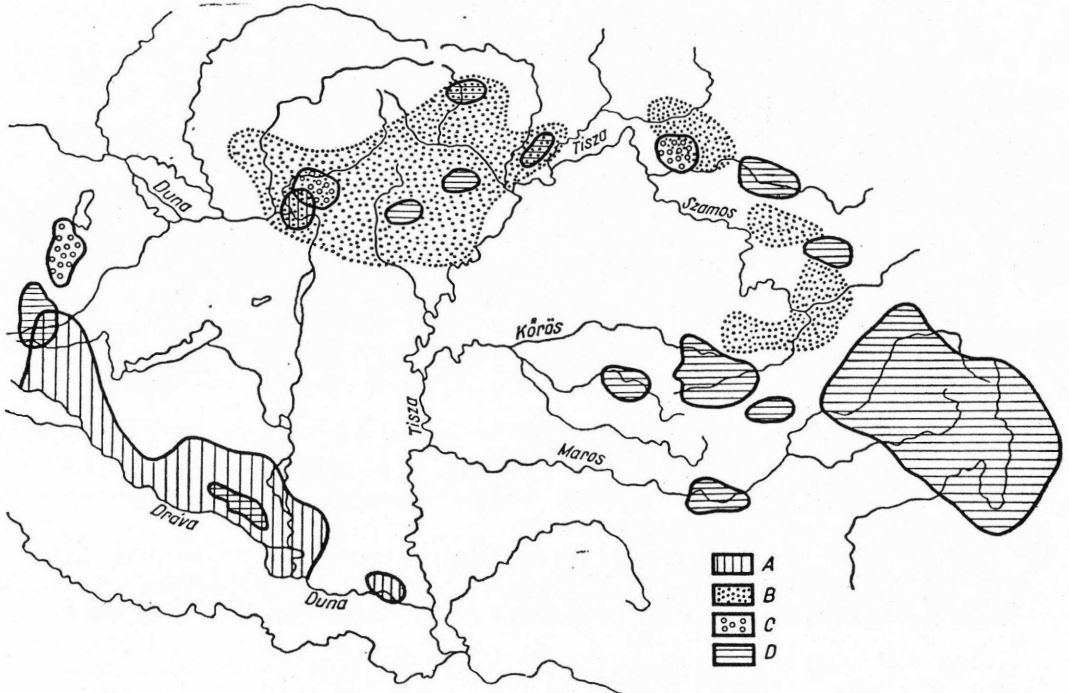 Duna
Tisza
Szamos
Körös
Tisza
Maros
Dráva
Duna
A
B
C
D